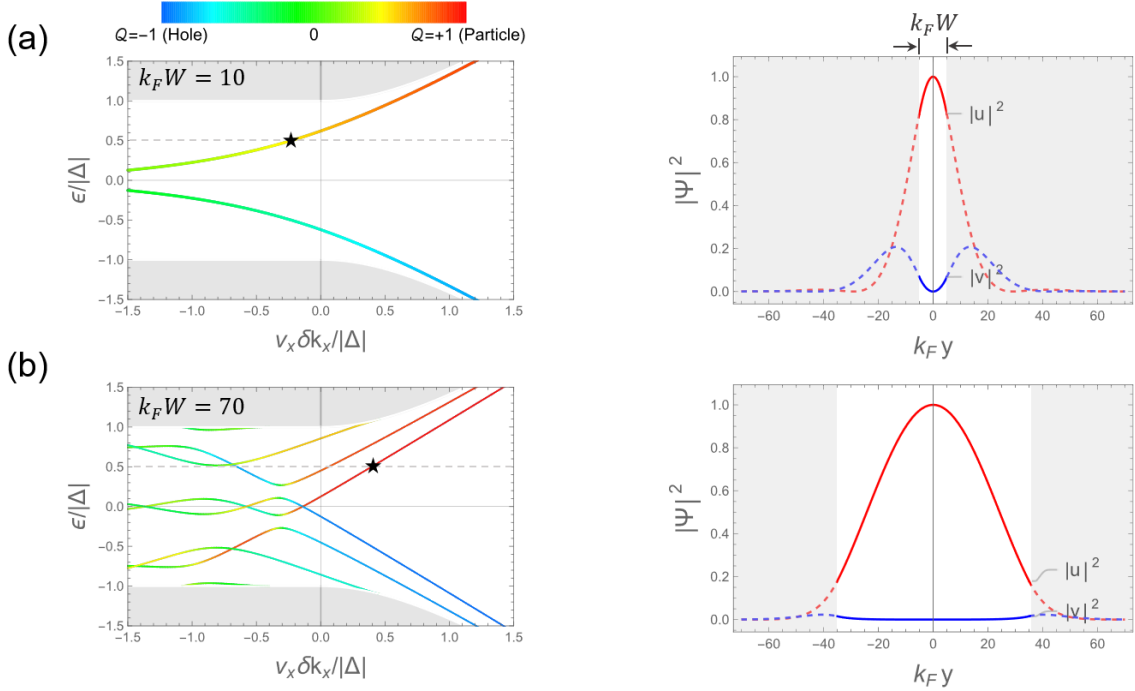 (a)
Q=−1 (Hole) 0 Q=+1 (Particle)
k_F W = 10
ϵ/|Δ|
1.5
1.0
0.5
0.0
−0.5
−1.0
−1.5
−1.5 −1.0 −0.5 0.0 0.5 1.0 1.5
v_x δk_x/|Δ|
k_F W
|Ψ|²
1.0
0.8
0.6
0.4
0.2
0.0
|u|²
|v|²
−60 −40 −20 0 20 40 60
k_F y
(b)
k_F W = 70
ϵ/|Δ|
1.5
1.0
0.5
0.0
−0.5
−1.0
−1.5
−1.5 −1.0 −0.5 0.0 0.5 1.0 1.5
v_x δk_x/|Δ|
|Ψ|²
1.0
0.8
0.6
0.4
0.2
0.0
|u|²
|v|²
−60 −40 −20 0 20 40 60
k_F y